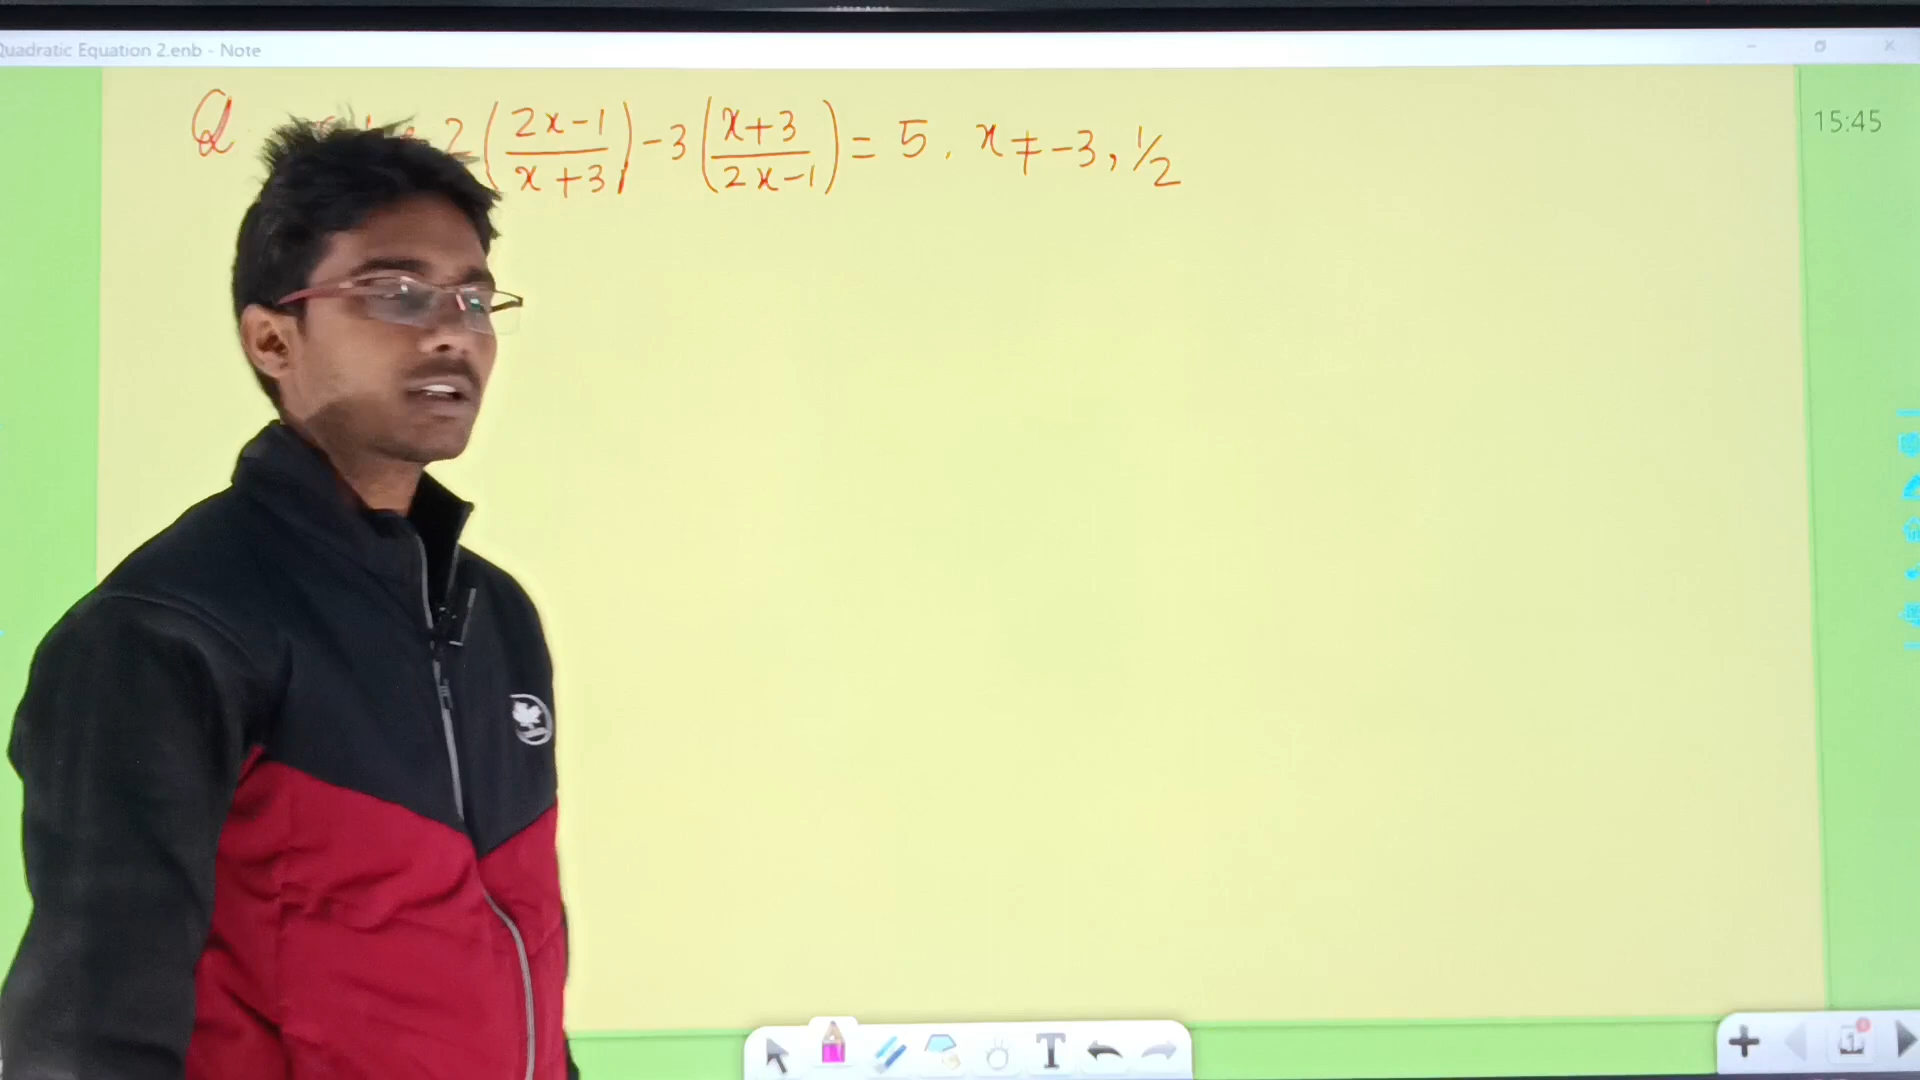 Quadratic Equation 2.enb - Note
Q. 2((2x-1)/(x+3)) -3((x+3)/(2x-1)) = 5. x≠-3, 1/2
15:45
T